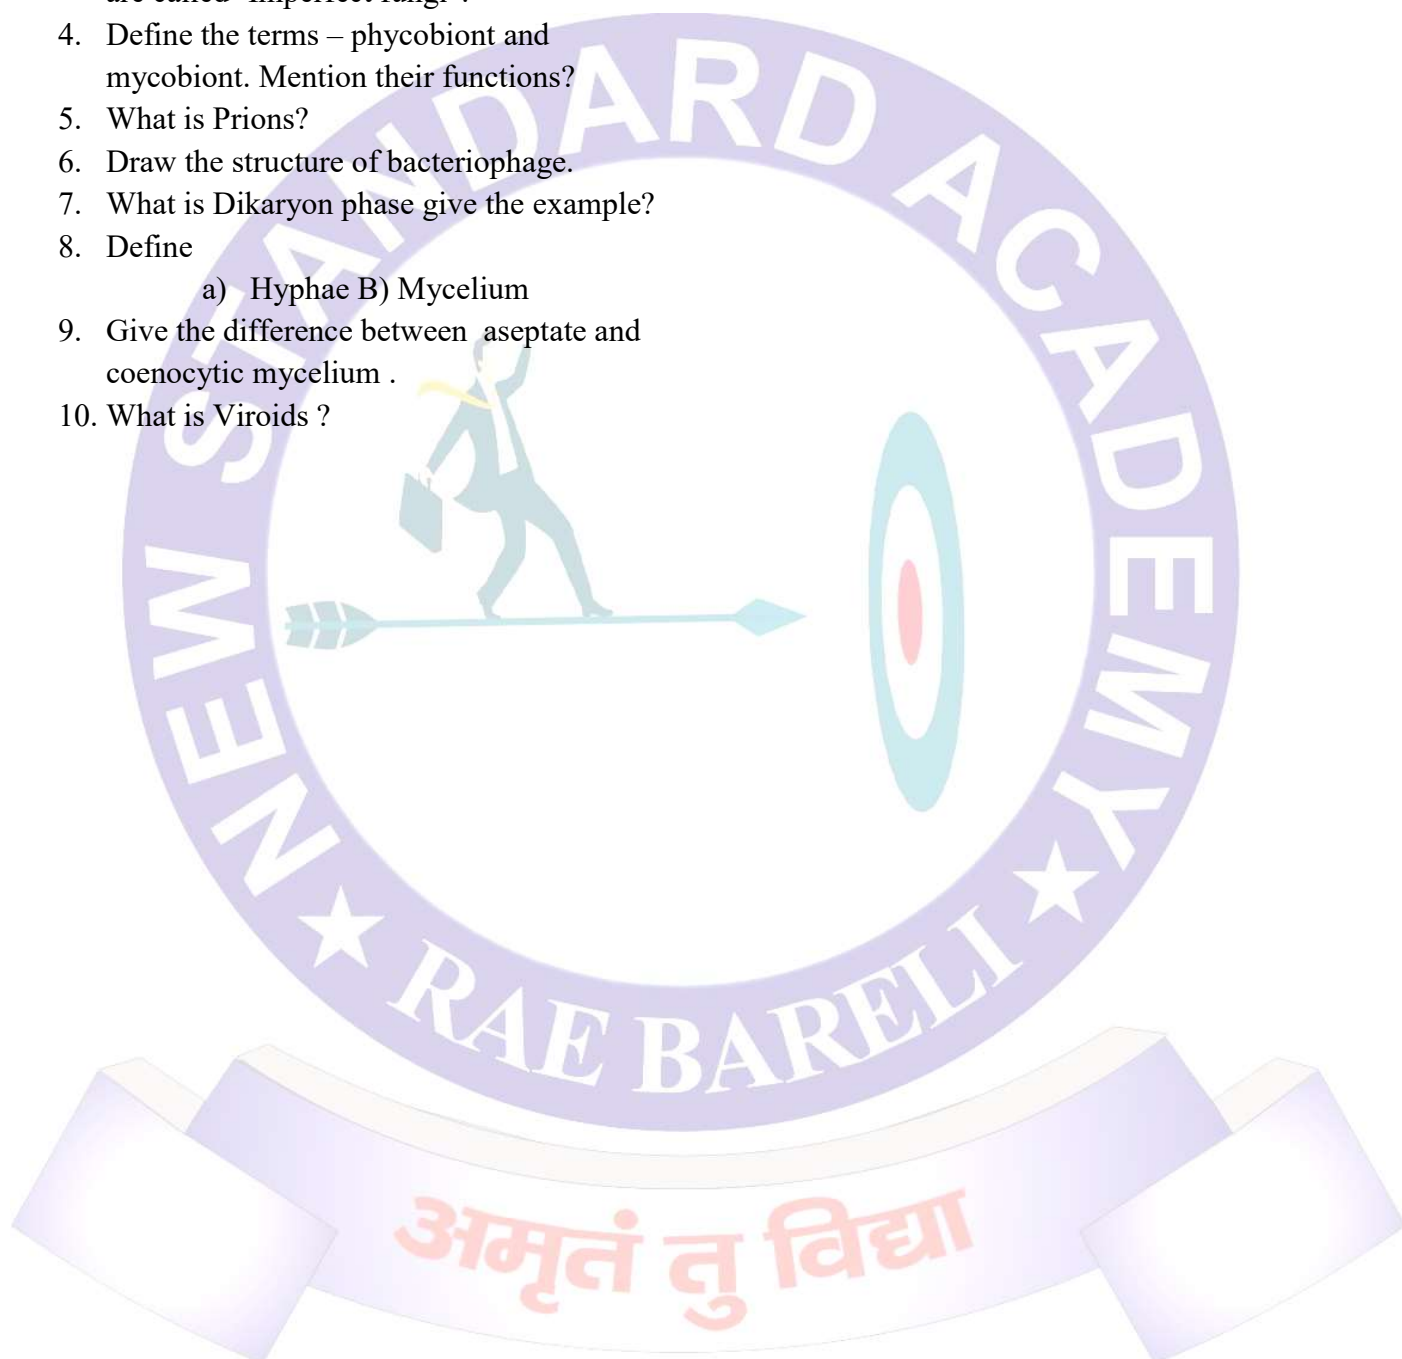 are called "Imperfect fungi".
4. Define the terms – phycobiont and
mycobiont. Mention their functions?
5. What is Prions?
6. Draw the structure of bacteriophage.
7. What is Dikaryon phase give the example?
8. Define
a) Hyphae B) Mycelium
9. Give the difference between aseptate and
coenocytic mycelium .
10. What is Viroids ?
NEW STANDARD ACADEMY
RAE BARELI
अमृतं तु विद्या